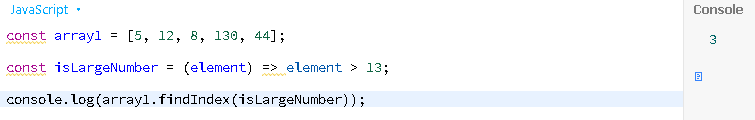 JavaScript
Console
const array1 = [5, 12, 8, 130, 44];
3
const isLargeNumber = (element) => element > 13;
console.log(array1.findIndex(isLargeNumber));